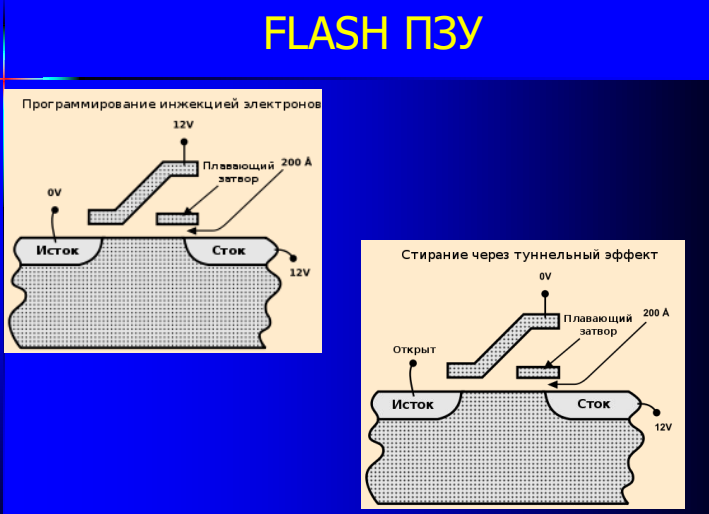 FLASH ПЗУ
Программирование инжекцией электронов
12V
Плавающий
затвор
200 Å
0V
Исток
Сток
12V
Стирание через туннельный эффект
0V
Плавающий
затвор
200 Å
Открыт
Исток
Сток
12V